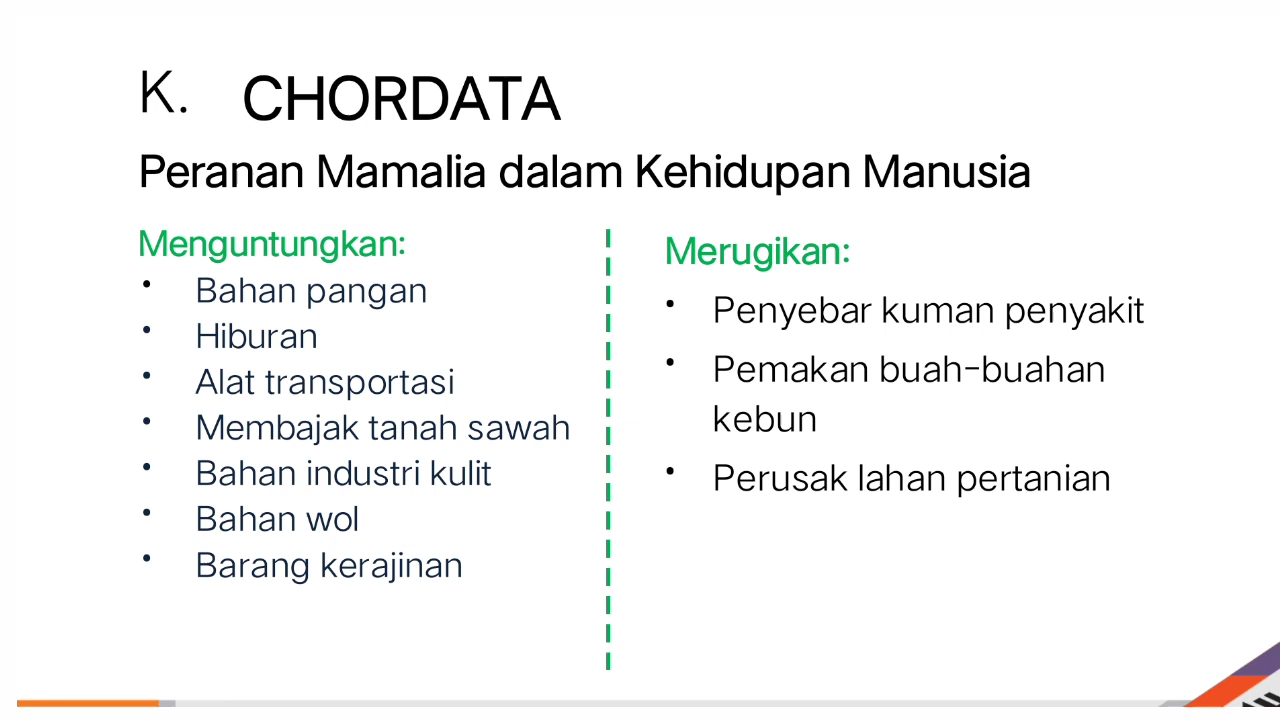 K. CHORDATA
Peranan Mamalia dalam Kehidupan Manusia
Menguntungkan:
• Bahan pangan
• Hiburan
• Alat transportasi
• Membajak tanah sawah
• Bahan industri kulit
• Bahan wol
• Barang kerajinan
Merugikan:
• Penyebar kuman penyakit
• Pemakan buah-buahan
kebun
• Perusak lahan pertanian